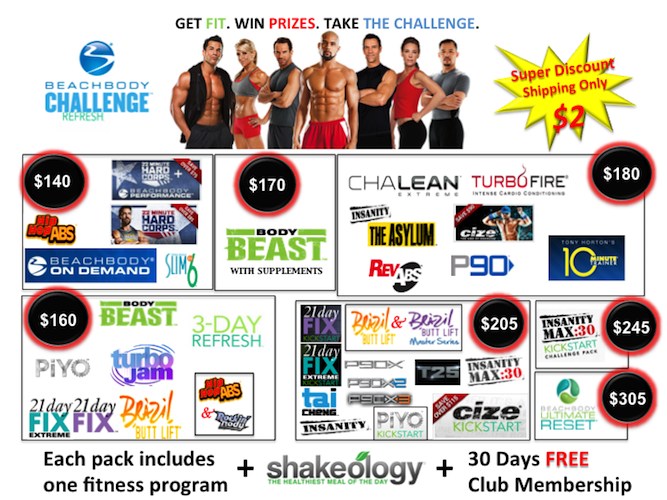 GET FIT. WIN PRIZES. TAKE THE CHALLENGE.
BEACHBODY
CHALLENGE
REFRESH
Super Discount
Shipping Only
$2
$140
22 MINUTE
HARD
CORPS
+
BEACHBODY
PERFORMANCE
Hip
Hop ABS
22 MINUTE
HARD
CORPS
BEACHBODY®
ON DEMAND
SLIM
6
$170
BODY
BEAST
WITH SUPPLEMENTS
$180
CHALEAN
EXTREME
TURBOFIRE®
INTENSE CARDIO CONDITIONING
INSANITY
THE ASYLUM
cize
REVABS
P90
TONY HORTON'S
10 MINUTE
TRAINER
$160
BODY
BEAST
3-DAY
REFRESH
PiYO
turbo
jam
21 day
FIX
EXTREME
21 day
FIX
Brazil
BUTT LIFT
Hip
Hop ABS
&
Rockin'
Body
$205
21 day
FIX
KICKSTART
Brazil
BUTT LIFT
&
Brazil
BUTT LIFT
Master Series
21 day
FIX
EXTREME
KICKSTART
P90X
P90X2
P90X3
T25
INSANITY
MAX:30
tai
CHENG
INSANITY
PiYO
KICKSTART
SAVE
OVER $115
cize
KICKSTART
$245
INSANITY
MAX:30
KICKSTART
CHALLENGE PACK
$305
BEACHBODY
ULTIMATE
RESET
Each pack includes
one fitness program
+
shakeology
THE HEALTHIEST MEAL OF THE DAY
+
30 Days FREE
Club Membership